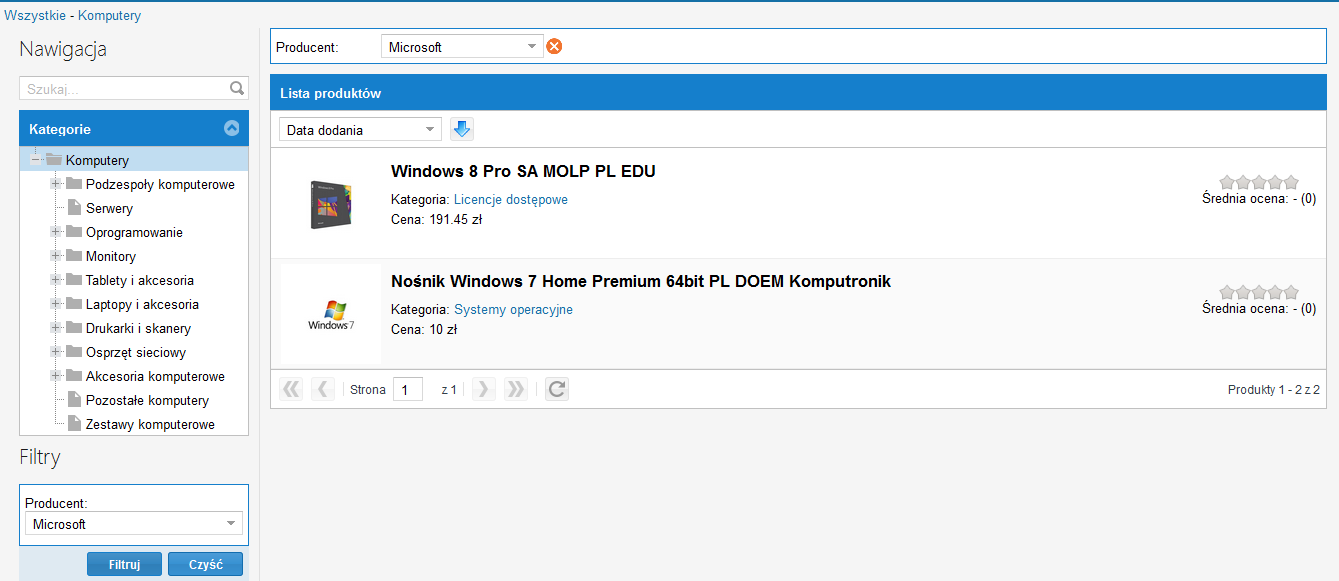 Wszystkie - Komputery
Nawigacja
Szukaj...
Kategorie
Komputery
Podzespoły komputerowe
Serwery
Oprogramowanie
Monitory
Tablety i akcesoria
Laptopy i akcesoria
Drukarki i skanery
Osprzęt sieciowy
Akcesoria komputerowe
Pozostałe komputery
Zestawy komputerowe
Filtry
Producent:
Microsoft
Filtruj Czyść
Producent: Microsoft
Lista produktów
Data dodania
Windows 8 Pro SA MOLP PL EDU
Kategoria: Licencje dostępowe
Cena: 191.45 zł
Średnia ocena: - (0)
Windows 7
Nośnik Windows 7 Home Premium 64bit PL DOEM Komputronik
Kategoria: Systemy operacyjne
Cena: 10 zł
Średnia ocena: - (0)
Strona 1 z 1
Produkty 1 - 2 z 2